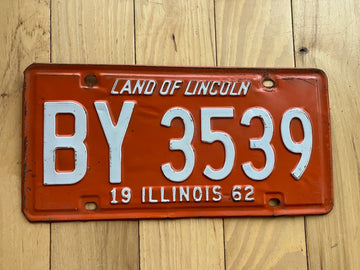 LAND OF LINCOLN
BY 3539
19 ILLINOIS 62